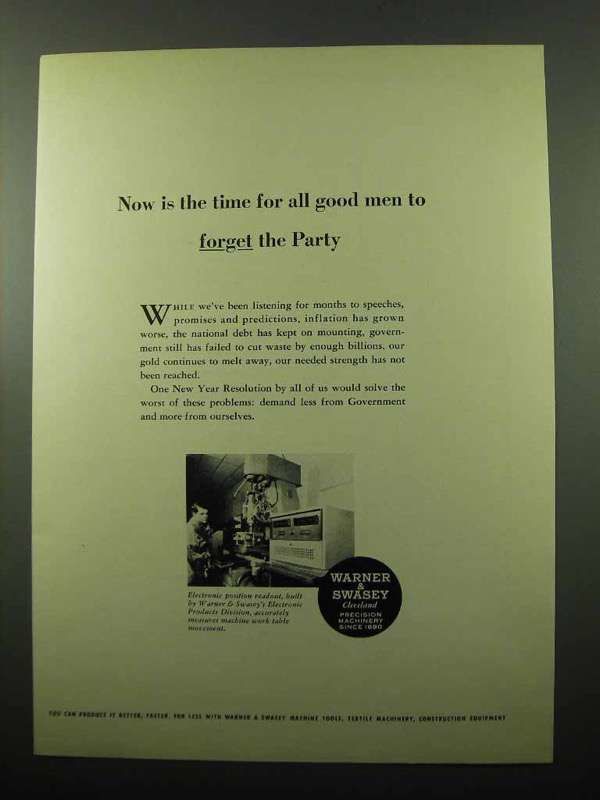 Now is the time for all good men to
forget the Party
WHILE we've been listening for months to speeches,
promises and predictions, inflation has grown
worse, the national debt has kept on mounting, govern-
ment still has failed to cut waste by enough billions, our
gold continues to melt away, our needed strength has not
been reached.
One New Year Resolution by all of us would solve the
worst of these problems: demand less from Government
and more from ourselves.
Electronic position readout, built
by Warner & Swasey's Electronic
Products Division, accurately
measures machine work table
movement.
WARNER
&
SWASEY
Cleveland
PRECISION
MACHINERY
SINCE 1880
YOU CAN PRODUCE IT BETTER, FASTER, FOR LESS WITH WARNER & SWASEY MACHINE TOOLS, TEXTILE MACHINERY, CONSTRUCTION EQUIPMENT